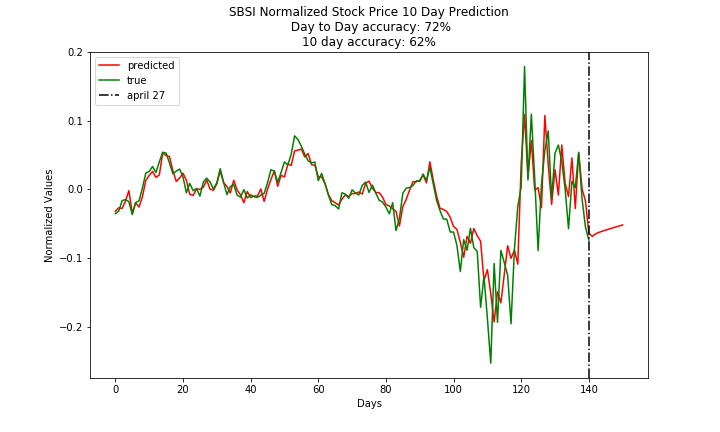 SBSI Normalized Stock Price 10 Day Prediction
Day to Day accuracy: 72%
10 day accuracy: 62%
predicted
true
april 27
Normalized Values
0.2
0.1
0.0
−0.1
−0.2
0 20 40 60 80 100 120 140
Days